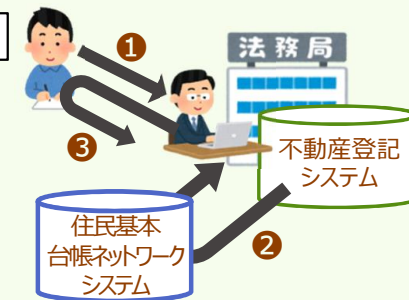 ❶
法務局
❸
不動産登記
システム
住民基本
台帳ネットワーク
システム
❷